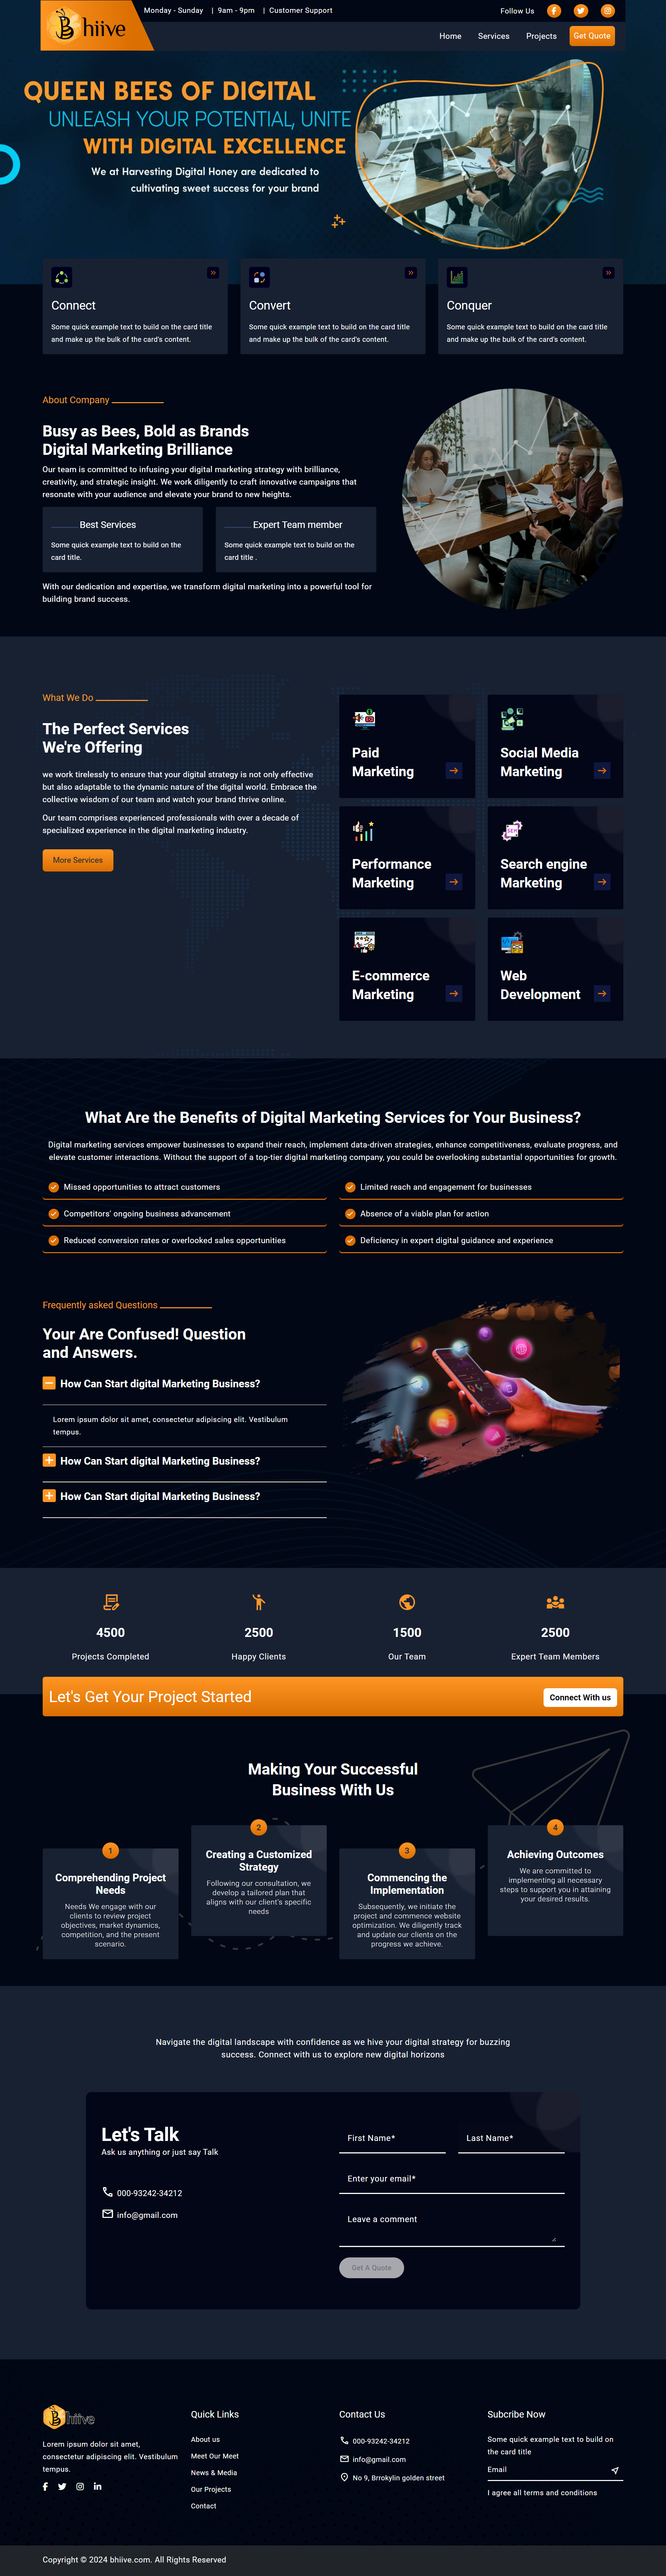 Bhiive
Monday - Sunday | 9am - 9pm | Customer Support
Follow Us
Home Services Projects Get Quote
QUEEN BEES OF DIGITAL
UNLEASH YOUR POTENTIAL, UNITE
WITH DIGITAL EXCELLENCE
We at Harvesting Digital Honey are dedicated to
cultivating sweet success for your brand
Connect
Some quick example text to build on the card title
and make up the bulk of the card's content.
Convert
Some quick example text to build on the card title
and make up the bulk of the card's content.
Conquer
Some quick example text to build on the card title
and make up the bulk of the card's content.
About Company
Busy as Bees, Bold as Brands
Digital Marketing Brilliance
Our team is committed to infusing your digital marketing strategy with brilliance,
creativity, and strategic insight. We work diligently to craft innovative campaigns that
resonate with your audience and elevate your brand to new heights.
Best Services
Some quick example text to build on the
card title.
Expert Team member
Some quick example text to build on the
card title .
With our dedication and expertise, we transform digital marketing into a powerful tool for
building brand success.
What We Do
The Perfect Services
We're Offering
we work tirelessly to ensure that your digital strategy is not only effective
but also adaptable to the dynamic nature of the digital world. Embrace the
collective wisdom of our team and watch your brand thrive online.
Our team comprises experienced professionals with over a decade of
specialized experience in the digital marketing industry.
More Services
Paid
Marketing
Social Media
Marketing
Performance
Marketing
SEM
Search engine
Marketing
E-commerce
Marketing
Web
Development
What Are the Benefits of Digital Marketing Services for Your Business?
Digital marketing services empower businesses to expand their reach, implement data-driven strategies, enhance competitiveness, evaluate progress, and
elevate customer interactions. Without the support of a top-tier digital marketing company, you could be overlooking substantial opportunities for growth.
Missed opportunities to attract customers
Limited reach and engagement for businesses
Competitors' ongoing business advancement
Absence of a viable plan for action
Reduced conversion rates or overlooked sales opportunities
Deficiency in expert digital guidance and experience
Frequently asked Questions
Your Are Confused! Question
and Answers.
How Can Start digital Marketing Business?
Lorem ipsum dolor sit amet, consectetur adipiscing elit. Vestibulum
tempus.
How Can Start digital Marketing Business?
How Can Start digital Marketing Business?
4500
Projects Completed
2500
Happy Clients
1500
Our Team
2500
Expert Team Members
Let's Get Your Project Started
Connect With us
Making Your Successful
Business With Us
1
Comprehending Project
Needs
Needs We engage with our
clients to review project
objectives, market dynamics,
competition, and the present
scenario.
2
Creating a Customized
Strategy
Following our consultation, we
develop a tailored plan that
aligns with our client's specific
needs
3
Commencing the
Implementation
Subsequently, we initiate the
project and commence website
optimization. We diligently track
and update our clients on the
progress we achieve.
4
Achieving Outcomes
We are committed to
implementing all necessary
steps to support you in attaining
your desired results.
Navigate the digital landscape with confidence as we hive your digital strategy for buzzing
success. Connect with us to explore new digital horizons
Let's Talk
Ask us anything or just say Talk
000-93242-34212
info@gmail.com
First Name*
Last Name*
Enter your email*
Leave a comment
Get A Quote
Bhiive
Lorem ipsum dolor sit amet,
consectetur adipiscing elit. Vestibulum
tempus.
Quick Links
About us
Meet Our Meet
News & Media
Our Projects
Contact
Contact Us
000-93242-34212
info@gmail.com
No 9, Brrokylin golden street
Subcribe Now
Some quick example text to build on
the card title
Email
I agree all terms and conditions
Copyright © 2024 bhiive.com. All Rights Reserved